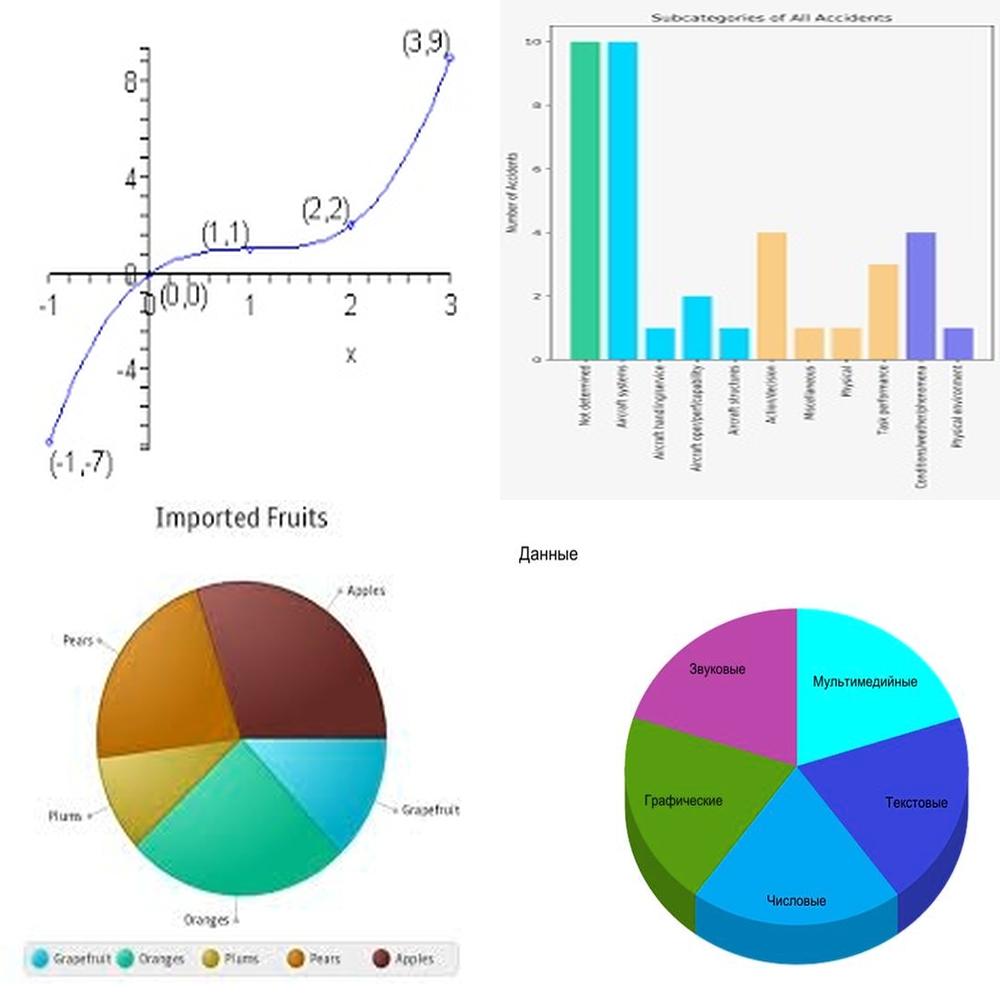 (3,9)
8
4
(2,2)
(1,1)
0
(0,0)
-1
0
1
2
3
x
-4
(-1,-7)
Subcategories of All Accidents
Number of Accidents
10
8
6
4
2
0
Not determined
Aircraft systems
Aircraft handling/service
Aircraft oper/perf/capability
Aircraft structures
Action/decision
Miscellaneous
Physical
Task performance
Conditions/weather/phenomena
Physical environment
Imported Fruits
Apples
Pears
Plums
Grapefruit
Oranges
Grapefruit Oranges Plums Pears Apples
Данные
Звуковые
Мультимедийные
Графические
Текстовые
Числовые